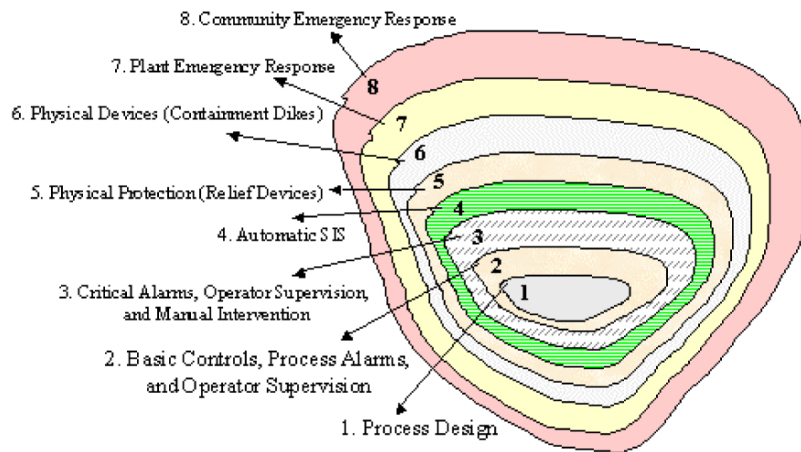 8. Community Emergency Response
7. Plant Emergency Response
6. Physical Devices (Containment Dikes)
5. Physical Protection (Relief Devices)
4. Automatic SIS
3. Critical Alarms, Operator Supervision,
and Manual Intervention
2. Basic Controls, Process Alarms,
and Operator Supervision
1. Process Design
8
7
6
5
4
3
2
1